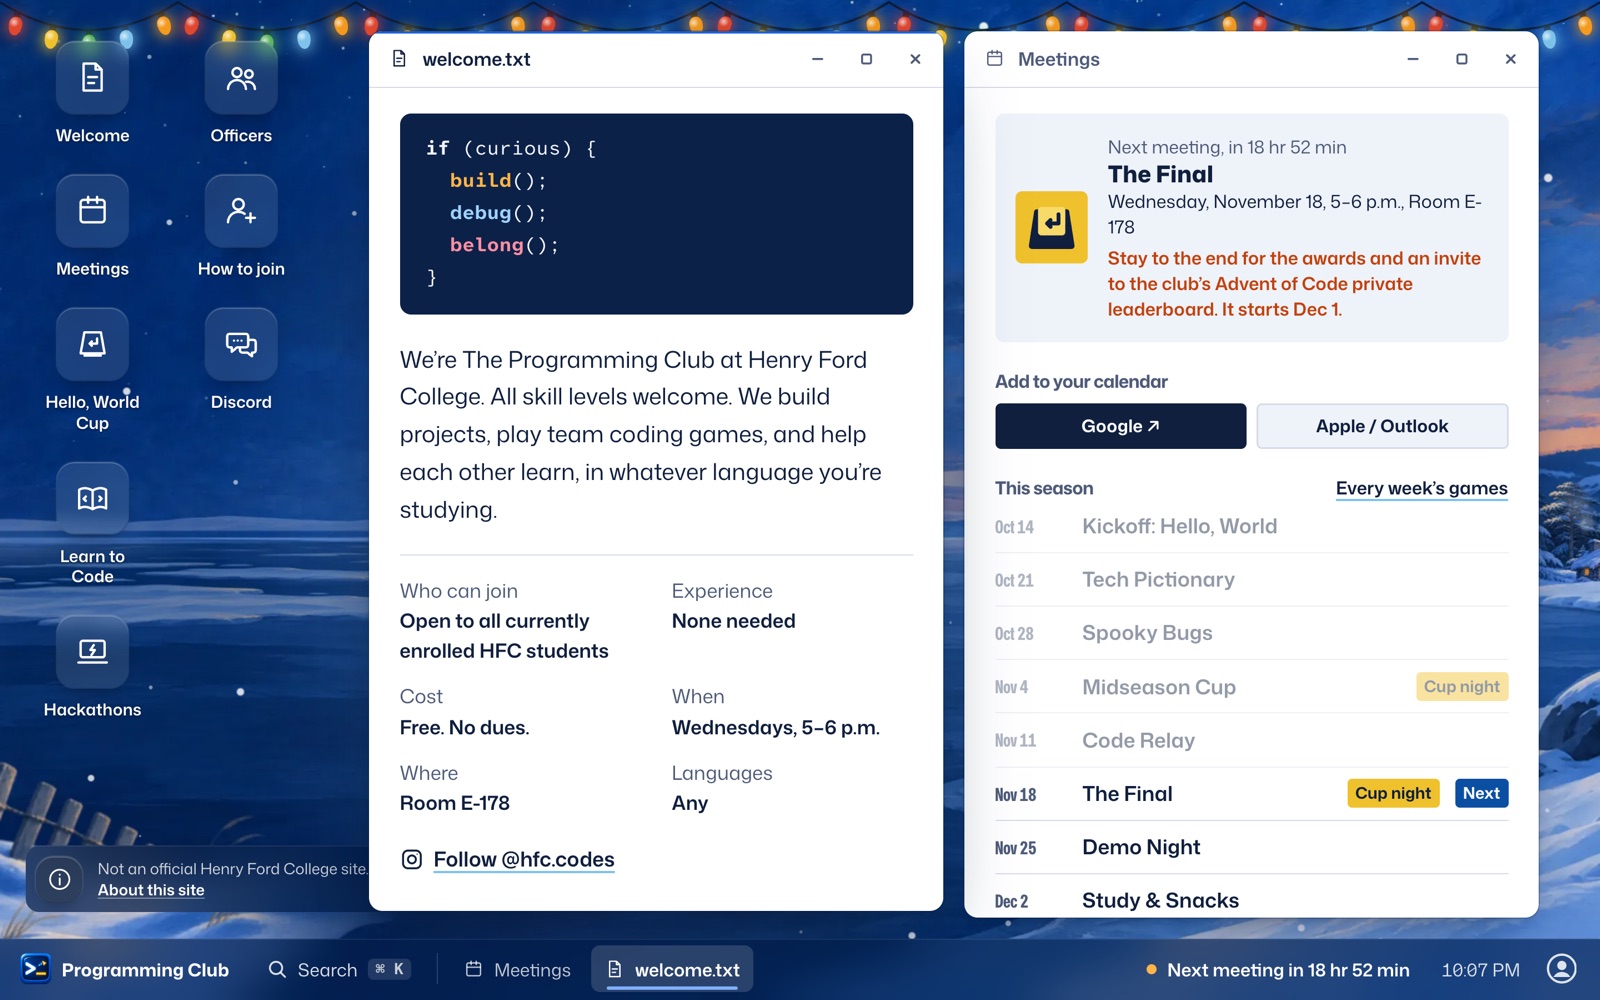 Welcome
Officers
Meetings
How to join
Hello, World
Cup
Discord
Learn to
Code
Hackathons
Not an official Henry Ford College site.
About this site
welcome.txt
if (curious) {
build();
debug();
belong();
}
We're The Programming Club at Henry Ford
College. All skill levels welcome. We build
projects, play team coding games, and help
each other learn, in whatever language you're
studying.
Who can join
Open to all currently
enrolled HFC students
Experience
None needed
Cost
Free. No dues.
When
Wednesdays, 5–6 p.m.
Where
Room E-178
Languages
Any
Follow @hfc.codes
Meetings
Next meeting, in 18 hr 52 min
The Final
Wednesday, November 18, 5–6 p.m., Room E-
178
Stay to the end for the awards and an invite
to the club's Advent of Code private
leaderboard. It starts Dec 1.
Add to your calendar
Google ↗
Apple / Outlook
This season
Every week's games
Oct 14 Kickoff: Hello, World
Oct 21 Tech Pictionary
Oct 28 Spooky Bugs
Nov 4 Midseason Cup Cup night
Nov 11 Code Relay
Nov 18 The Final Cup night Next
Nov 25 Demo Night
Dec 2 Study & Snacks
Programming Club
Search ⌘ K
Meetings
welcome.txt
Next meeting in 18 hr 52 min
10:07 PM